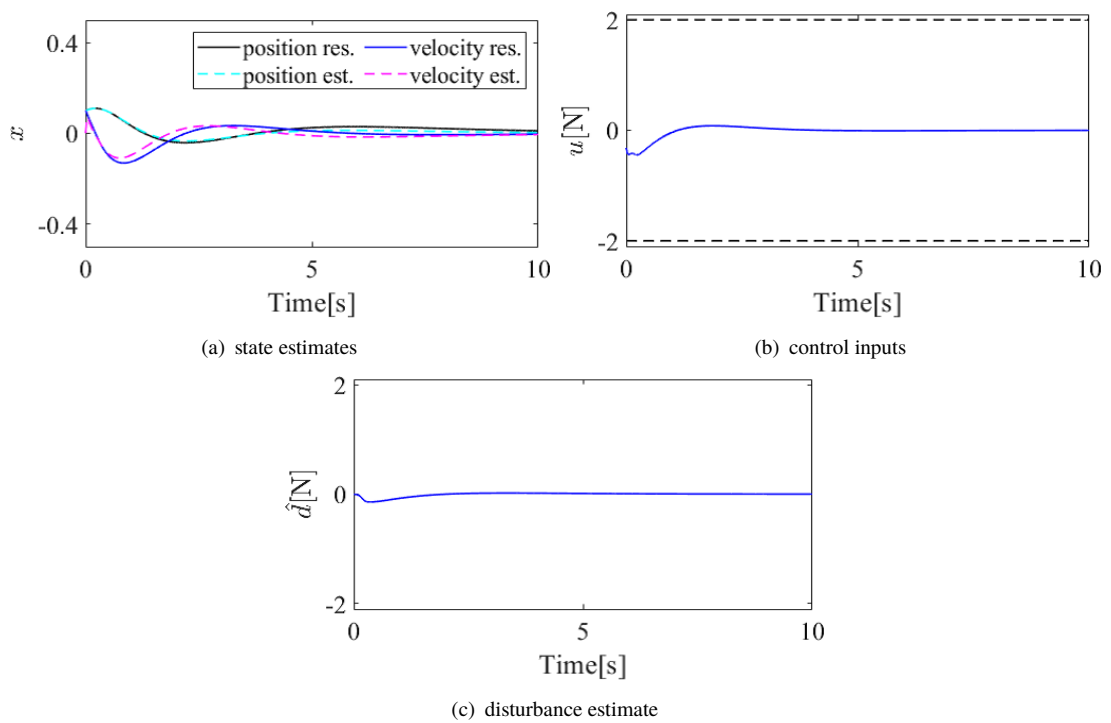 0.4
0
-0.4
x
position res.
velocity res.
position est.
velocity est.
0
5
10
Time[s]
(a) state estimates
2
0
-2
u[N]
0
5
10
Time[s]
(b) control inputs
2
0
-2
d̂[N]
0
5
10
Time[s]
(c) disturbance estimate